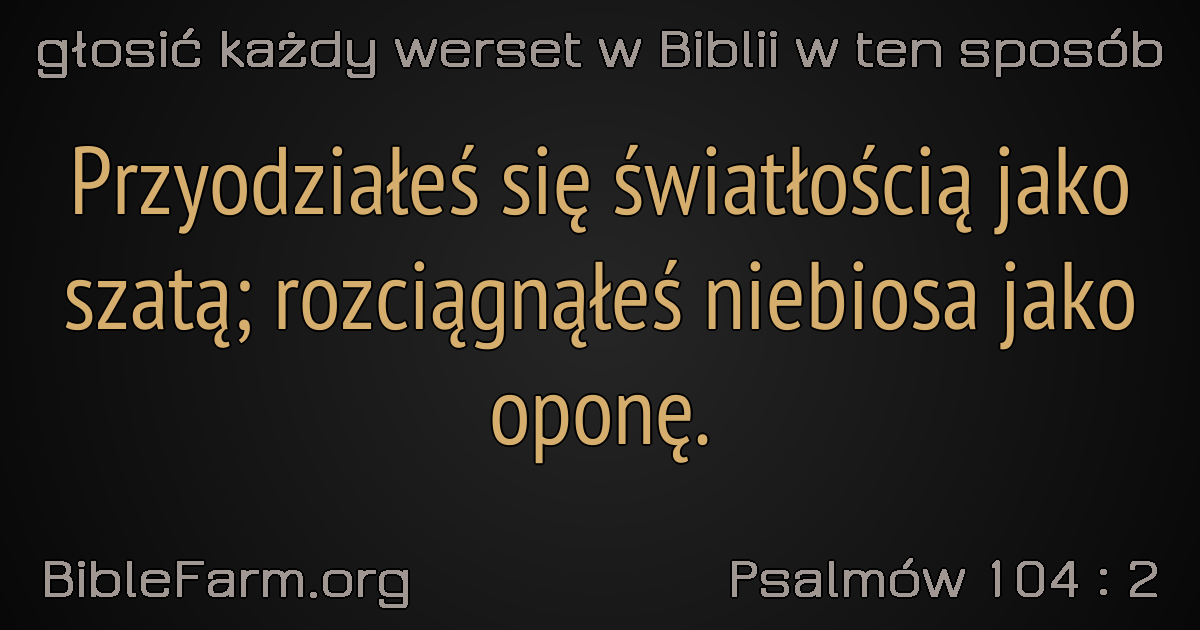 głosić każdy werset w Biblii w ten sposób
Przyodziałeś się światłością jako
szatą; rozciągnąłeś niebiosa jako
oponę.
BibleFarm.org
Psalmów 104 : 2